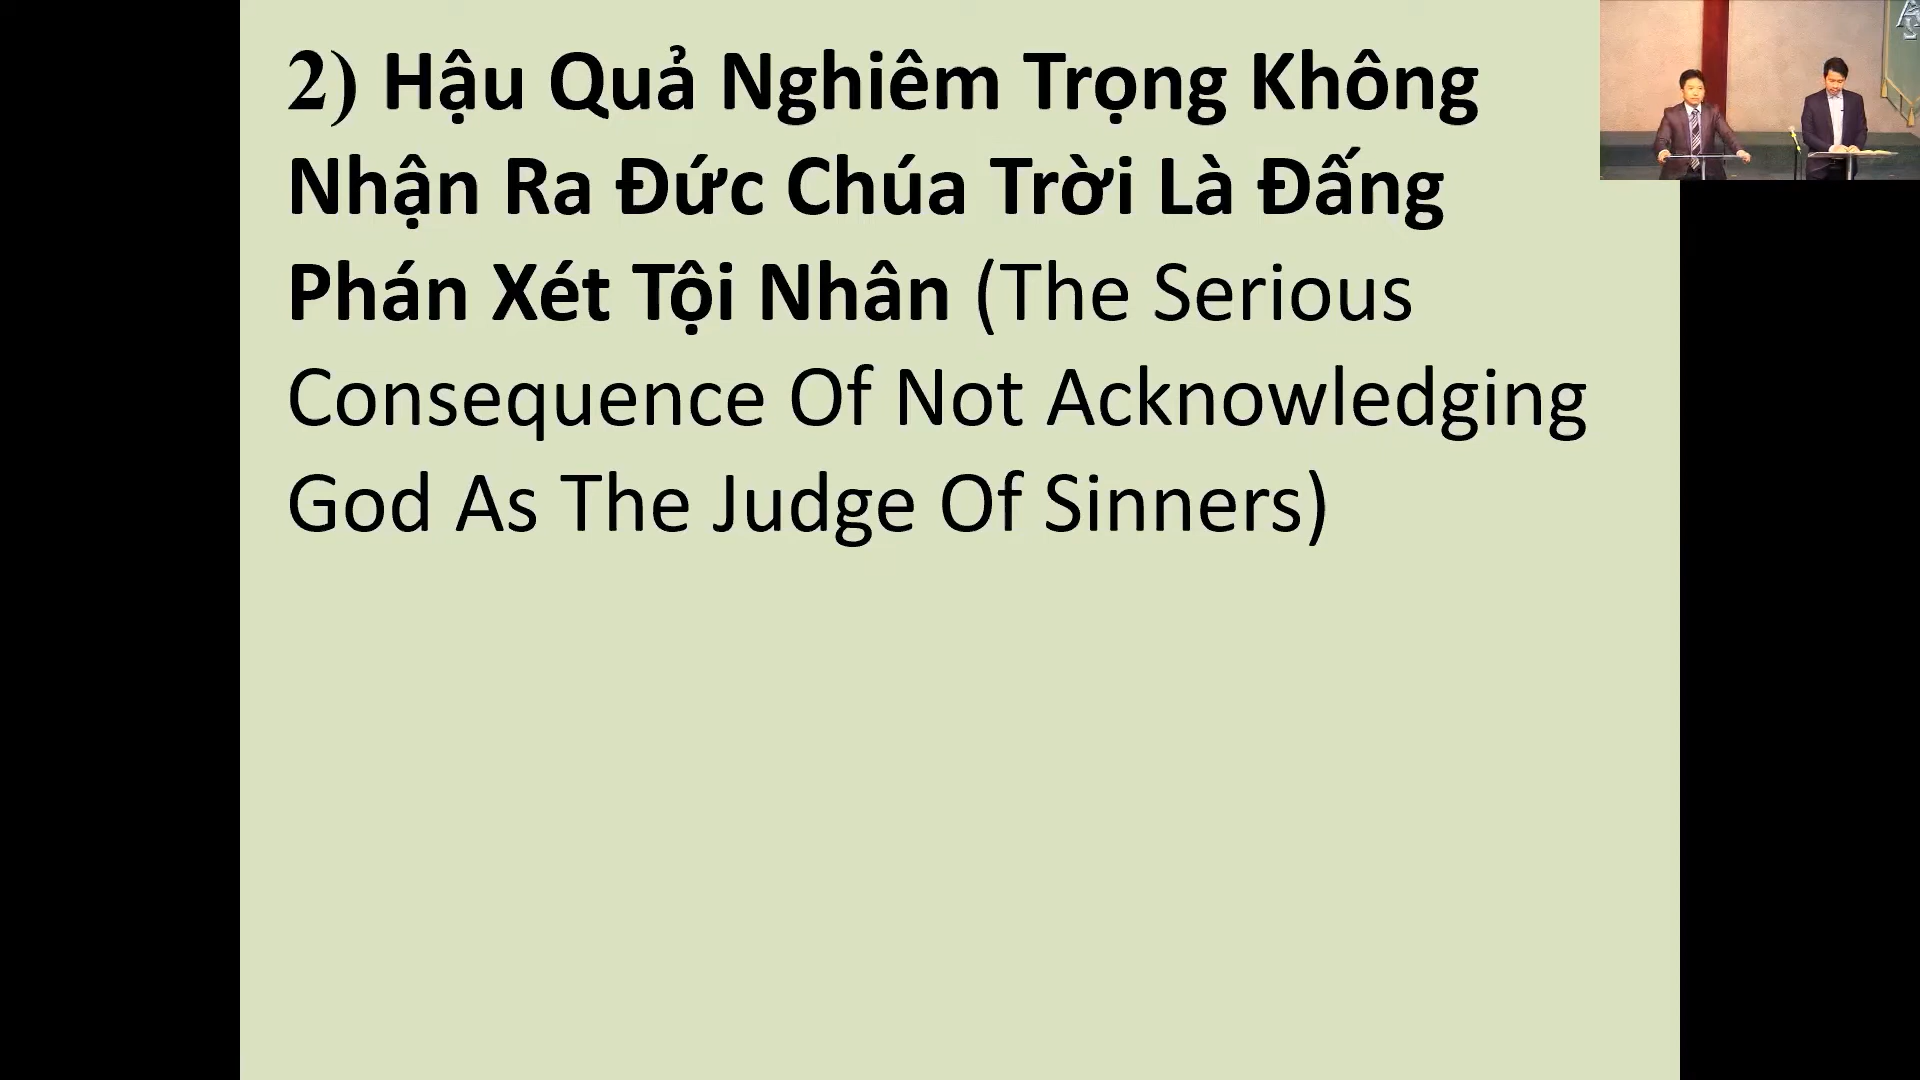 2) Hậu Quả Nghiêm Trọng Không
Nhận Ra Đức Chúa Trời Là Đấng
Phán Xét Tội Nhân (The Serious
Consequence Of Not Acknowledging
God As The Judge Of Sinners)